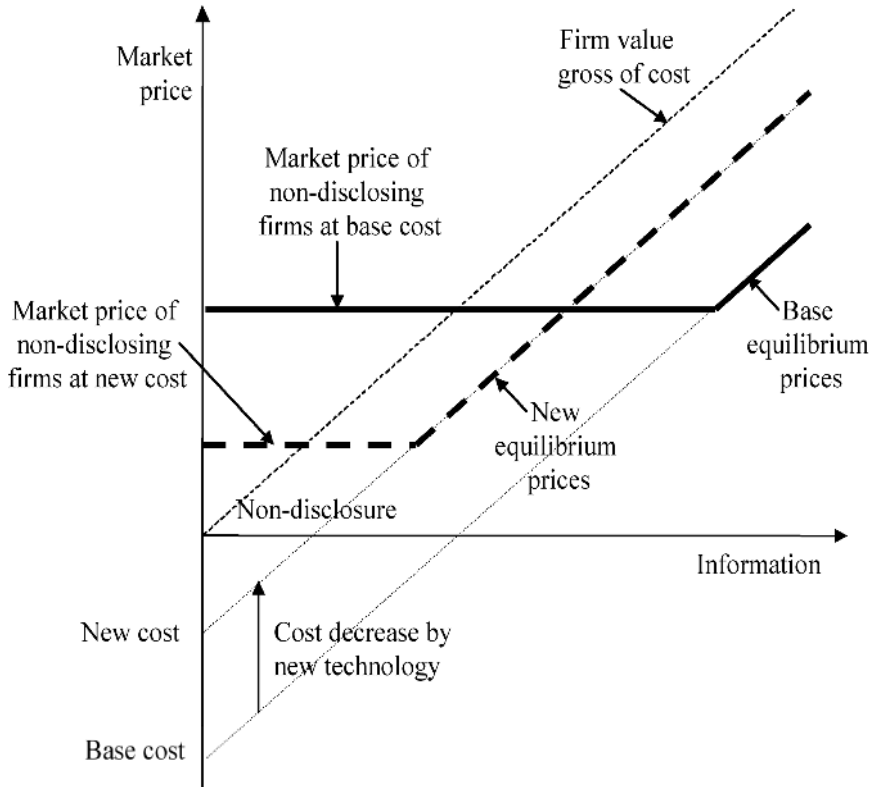 Market
price
Firm value
gross of cost
Market price of
non-disclosing
firms at base cost
Market price of
non-disclosing
firms at new cost
Base
equilibrium
prices
New
equilibrium
prices
Non-disclosure
Information
New cost
Cost decrease by
new technology
Base cost